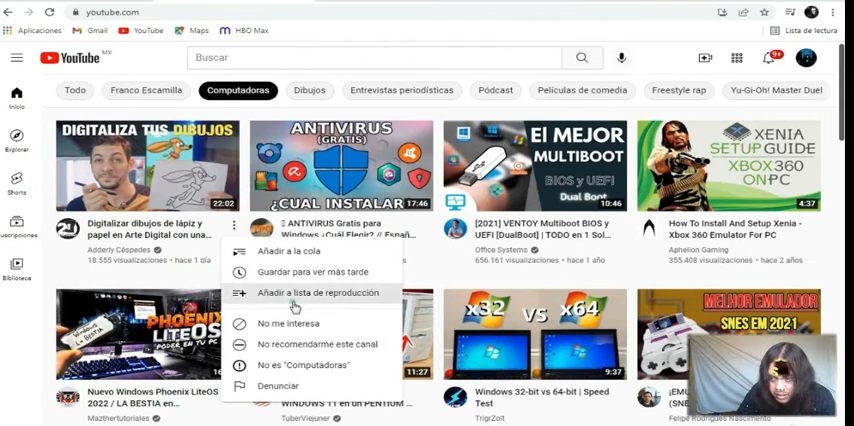 youtube.com
Aplicaciones
Gmail
YouTube
Maps
HBO Max
Lista de lectura
YouTube MX
Buscar
9+
Todo
Franco Escamilla
Computadoras
Dibujos
Entrevistas periodísticas
Pódcast
Películas de comedia
Freestyle rap
Yu-Gi-Oh! Master Duel
Inicio
Explorar
Shorts
Biblioteca
DIGITALIZA TUS DIBUJOS
22:02
ANTIVIRUS
(GRATIS)
¿CUAL INSTALAR
17:46
El MEJOR
MULTIBOOT
BIOS y UEFI
Dual Boot
10:46
XENIA
SETUP GUIDE
XBOX360
ON PC
4:37
Digitalizar dibujos de lápiz y
papel en Arte Digital con una...
Adderly Céspedes
18.555 visualizaciones • hace 1 día
ANTIVIRUS Gratis para
Windows ¿Cuál Elegir? // Españ...
[2021] VENTOY Multiboot BIOS y
UEFI [DualBoot] | TODO en 1 Sol...
Office Systems
656.161 visualizaciones • hace 1 año
How To Install And Setup Xenia -
Xbox 360 Emulator For PC
Aphelion Gaming
355.408 visualizaciones • hace 2 años
Añadir a la cola
Guardar para ver más tarde
Añadir a lista de reproducción
No me interesa
No recomendarme este canal
No es "Computadoras"
Denunciar
Windows
LA BESTIA
PHOENIX
LiteOS
11:27
x32 VS x64
9:37
MEJOR EMULADOR
SNES EM 2021
Nuevo Windows Phoenix LiteOS
2022 / LA BESTIA en...
Mazthertutoriales
WINDOWS 11 en un PENTIUM ...
TuberViejuner
Windows 32-bit vs 64-bit | Speed
Test
TrigrZolt
Felipe Rodrigues Nascimento